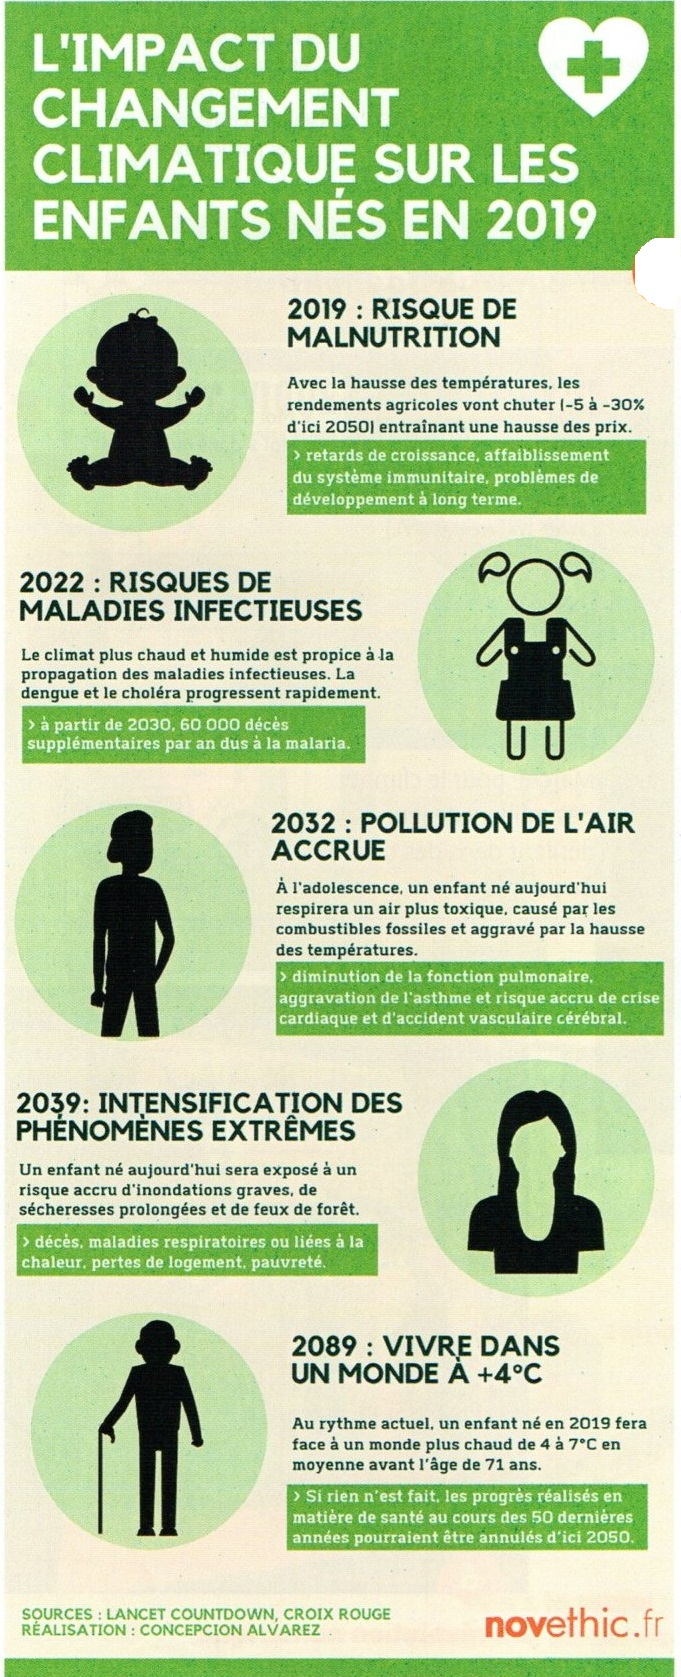 L'IMPACT DU
CHANGEMENT
CLIMATIQUE SUR LES
ENFANTS NÉS EN 2019
2019 : RISQUE DE
MALNUTRITION
Avec la hausse des températures, les
rendements agricoles vont chuter (-5 à -30%
d'ici 2050) entraînant une hausse des prix.
> retards de croissance, affaiblissement
du système immunitaire, problèmes de
développement à long terme.
2022 : RISQUES DE
MALADIES INFECTIEUSES
Le climat plus chaud et humide est propice à la
propagation des maladies infectieuses. La
dengue et le choléra progressent rapidement.
> à partir de 2030, 60 000 décès
supplémentaires par an dus à la malaria.
2032 : POLLUTION DE L'AIR
ACCRUE
À l'adolescence, un enfant né aujourd'hui
respirera un air plus toxique, causé par les
combustibles fossiles et aggravé par la hausse
des températures.
> diminution de la fonction pulmonaire,
aggravation de l'asthme et risque accru de crise
cardiaque et d'accident vasculaire cérébral.
2039: INTENSIFICATION DES
PHÉNOMÈNES EXTRÊMES
Un enfant né aujourd'hui sera exposé à un
risque accru d'inondations graves, de
sécheresses prolongées et de feux de forêt.
> décès, maladies respiratoires ou liées à la
chaleur, pertes de logement, pauvreté.
2089 : VIVRE DANS
UN MONDE À +4°C
Au rythme actuel, un enfant né en 2019 fera
face à un monde plus chaud de 4 à 7°C en
moyenne avant l'âge de 71 ans.
> Si rien n'est fait, les progrès réalisés en
matière de santé au cours des 50 dernières
années pourraient être annulés d'ici 2050.
SOURCES : LANCET COUNTDOWN, CROIX ROUGE
RÉALISATION : CONCEPCION ALVAREZ
novethic.fr